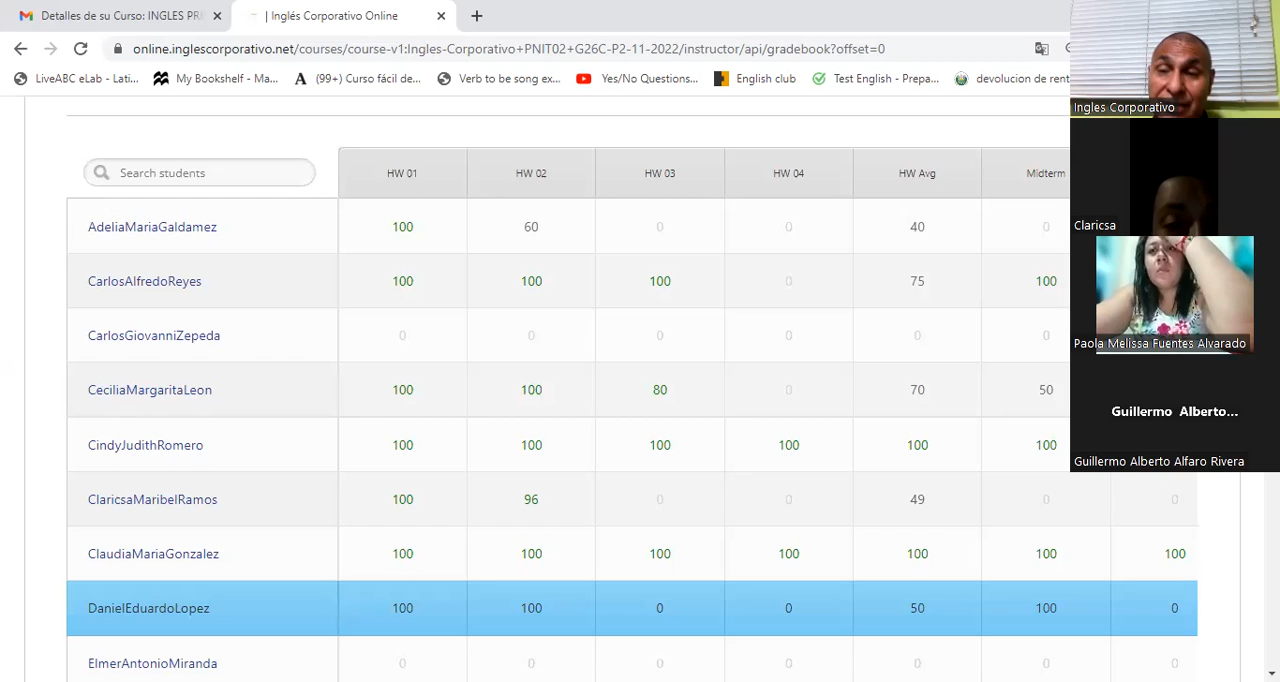 Detalles de su Curso: INGLES PRE
| Inglés Corporativo Online
online.inglescorporativo.net/courses/course-v1:Ingles-Corporativo+PNIT02+G26C-P2-11-2022/instructor/api/gradebook?offset=0
LiveABC eLab - Lati... My Bookshelf - Ma... (99+) Curso fácil de... Verb to be song ex... Yes/No Questions... English club Test English - Prepa... devolucion de rent
Ingles Corporativo
Search students HW 01 HW 02 HW 03 HW 04 HW Avg Midterm
AdeliaMariaGaldamez 100 60 0 0 40 0
Claricsa
CarlosAlfredoReyes 100 100 100 0 75 100
CarlosGiovanniZepeda 0 0 0 0 0 0
Paola Melissa Fuentes Alvarado
CeciliaMargaritaLeon 100 100 80 0 70 50
Guillermo Alberto...
CindyJudithRomero 100 100 100 100 100 100
Guillermo Alberto Alfaro Rivera
ClaricsaMaribelRamos 100 96 0 0 49 0 0
ClaudiaMariaGonzalez 100 100 100 100 100 100 100
DanielEduardoLopez 100 100 0 0 50 100 0
ElmerAntonioMiranda 0 0 0 0 0 0 0